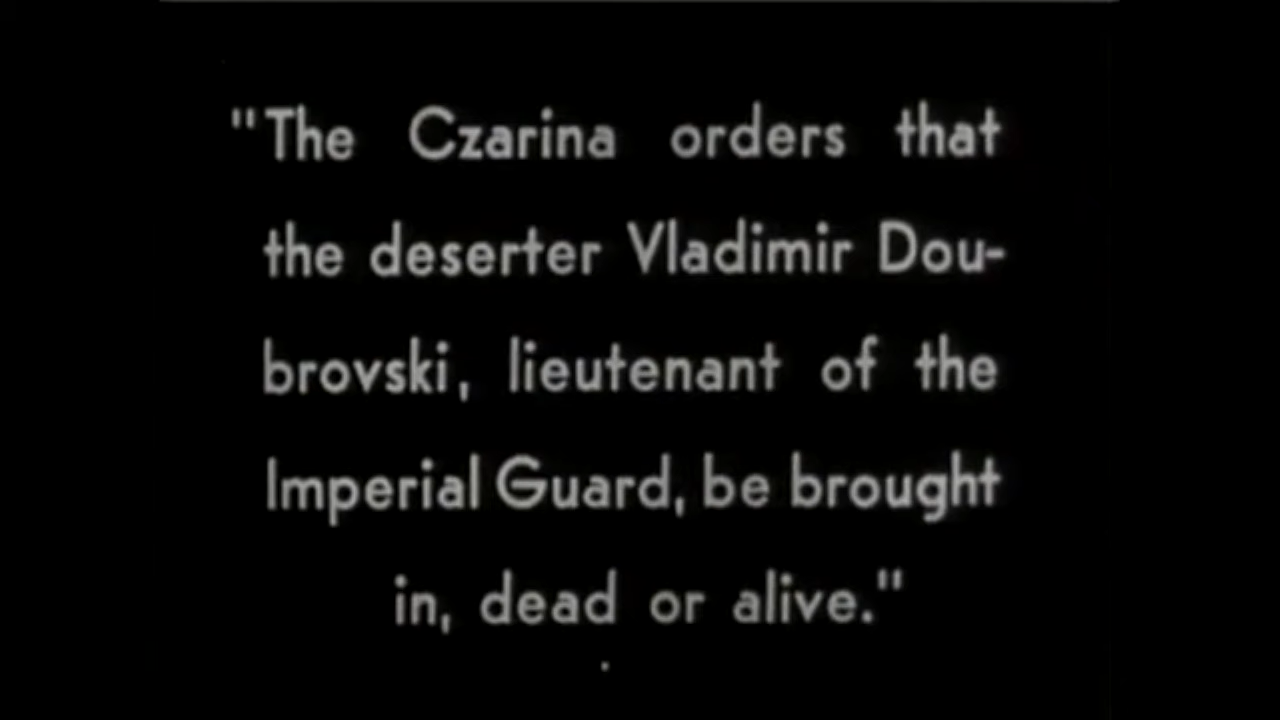 "The Czarina orders that
the deserter Vladimir Dou-
brovski, lieutenant of the
Imperial Guard, be brought
in, dead or alive."